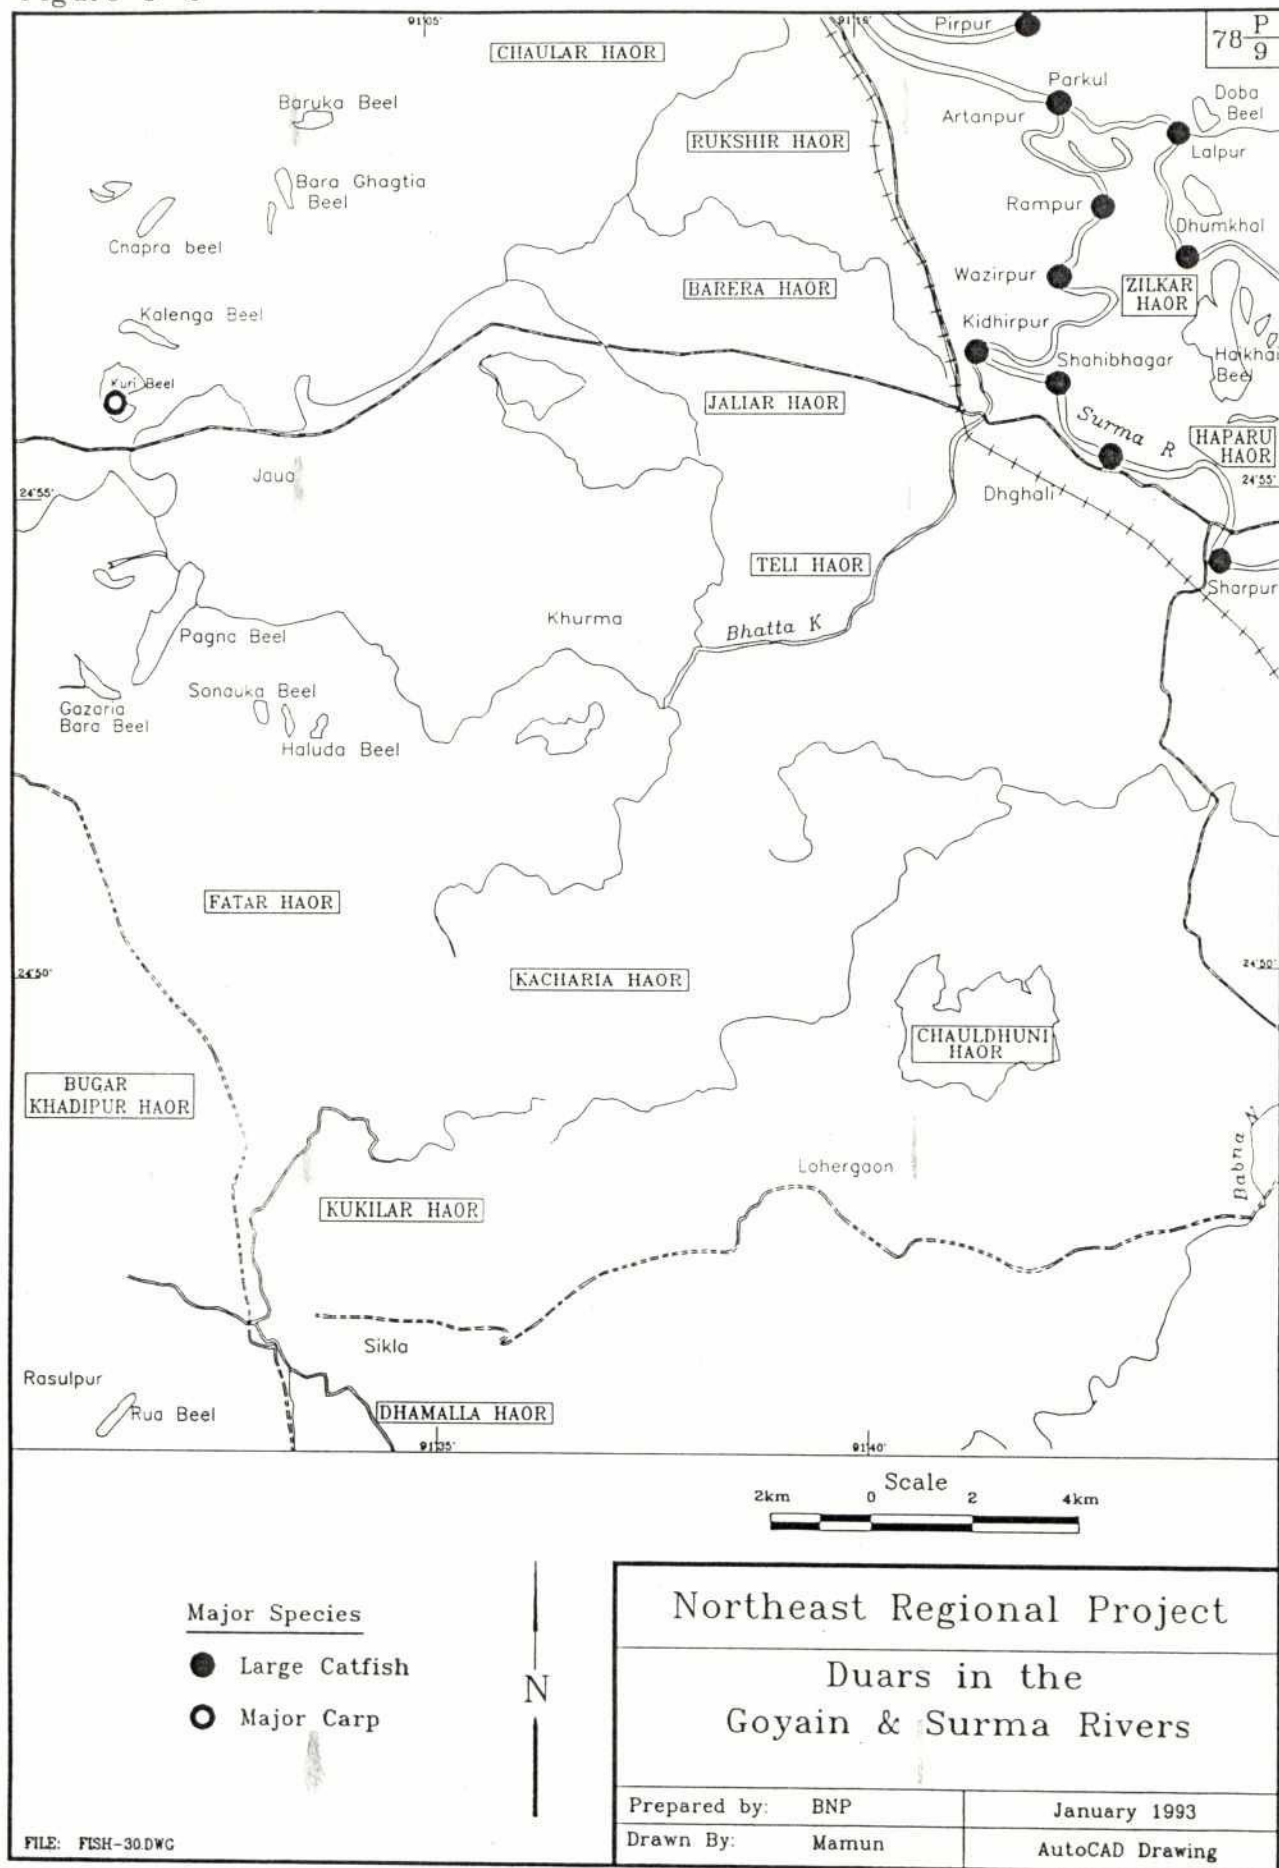 91°05'
91°15'
Pirpur
78 P
9
CHAULAR HAOR
Parkul
Baruka Beel
Artanpur
Doba
Beel
RUKSHIR HAOR
Lalpur
Bara Ghagtia
Beel
Rampur
Dhumkhal
Cnapra beel
Wazirpur
BARERA HAOR
ZILKAR
HAOR
Kalenga Beel
Kidhirpur
Shahibhagar
Haikhai
Beel
Kuri Beel
JALIAR HAOR
Surma R
HAPARU
HAOR
Jaua
24°55'
24°55'
Dhghali
TELI HAOR
Sharpur
Khurma
Bhatta K
Pagna Beel
Sonauka Beel
Gazaria
Bara Beel
Haluda Beel
FATAR HAOR
24°50'
24°50'
KACHARIA HAOR
CHAULDHUNI
HAOR
BUGAR
KHADIPUR HAOR
Lohergaon
Babna N
KUKILAR HAOR
Sikla
Rasulpur
Rua Beel
DHAMALLA HAOR
91°35'
91°40'
Scale
2km 0 2 4km
Major Species
Large Catfish
Major Carp
N
Northeast Regional Project
Duars in the
Goyain & Surma Rivers
Prepared by: BNP
January 1993
Drawn By: Mamun
AutoCAD Drawing
FILE: FISH-30.DWG